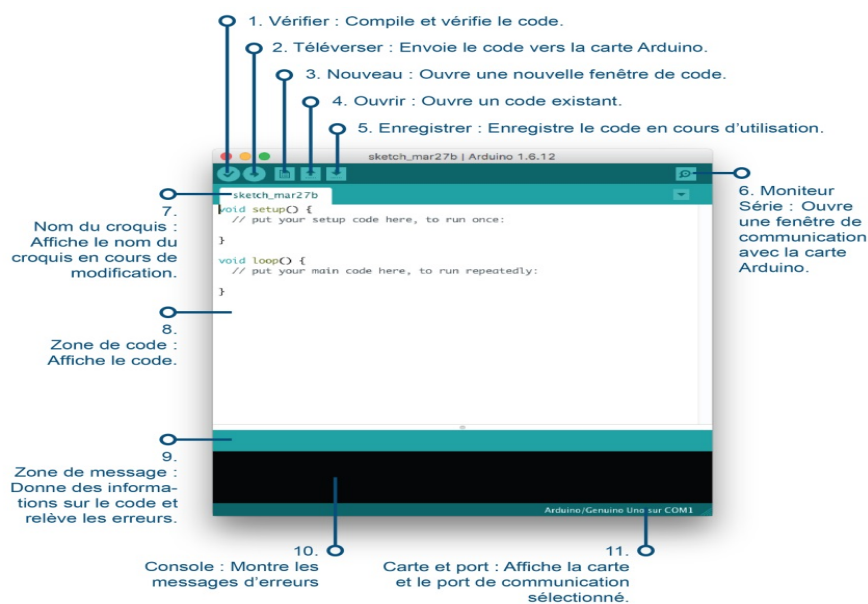 1. Vérifier : Compile et vérifie le code.
2. Téléverser : Envoie le code vers la carte Arduino.
3. Nouveau : Ouvre une nouvelle fenêtre de code.
4. Ouvrir : Ouvre un code existant.
5. Enregistrer : Enregistre le code en cours d'utilisation.
sketch_mar27b | Arduino 1.6.12
sketch_mar27b
void setup() {
// put your setup code here, to run once:
}
void loop() {
// put your main code here, to run repeatedly:
}
6. Moniteur
Série : Ouvre
une fenêtre de
communication
avec la carte
Arduino.
7.
Nom du croquis :
Affiche le nom du
croquis en cours de
modification.
8.
Zone de code :
Affiche le code.
9.
Zone de message :
Donne des informa-
tions sur le code et
relève les erreurs.
Arduino/Genuino Uno sur COM1
10.
Console : Montre les
messages d'erreurs
11.
Carte et port : Affiche la carte
et le port de communication
sélectionné.